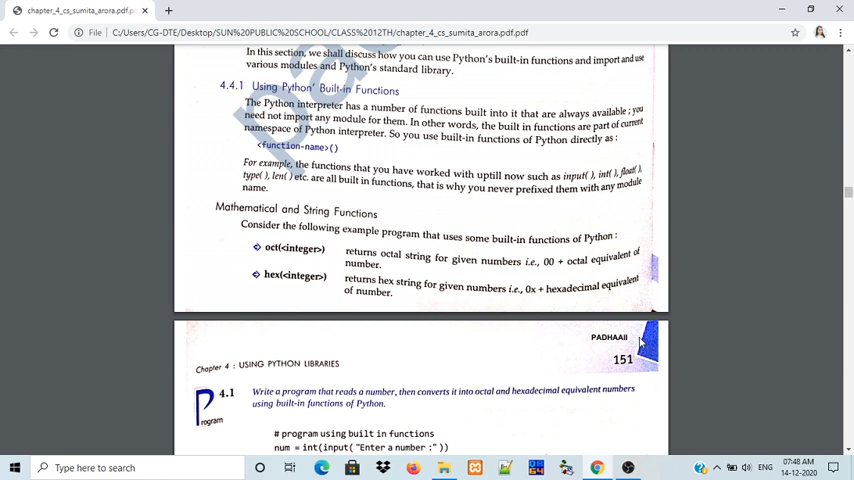 chapter_4_cs_sumita_arora.pdf.pd
File C:/Users/CG-DTE/Desktop/SUN%20PUBLIC%20SCHOOL/CLASS%2012TH/chapter_4_cs_sumita_arora.pdf.pdf
In this section, we shall discuss how you can use Python's built-in functions and import and use
various modules and Python's standard library.
4.4.1 Using Python' Built-in Functions
The Python interpreter has a number of functions built into it that are always available ; you
need not import any module for them. In other words, the built in functions are part of current
namespace of Python interpreter. So you use built-in functions of Python directly as :
<function-name>()
For example, the functions that you have worked with uptill now such as input( ), int( ), float( ),
type( ), len( ) etc. are all built in functions, that is why you never prefixed them with any module
name.
Mathematical and String Functions
Consider the following example program that uses some built-in functions of Python :
oct(<integer>) returns octal string for given numbers i.e., 00 + octal equivalent of
number.
hex(<integer>) returns hex string for given numbers i.e., 0x + hexadecimal equivalent
of number.
PADHAAII
151
Chapter 4 : USING PYTHON LIBRARIES
Program 4.1 Write a program that reads a number, then converts it into octal and hexadecimal equivalent numbers
using built-in functions of Python.
# program using built in functions
num = int(input( "Enter a number :" ))
Type here to search
ENG
07:48 AM
14-12-2020